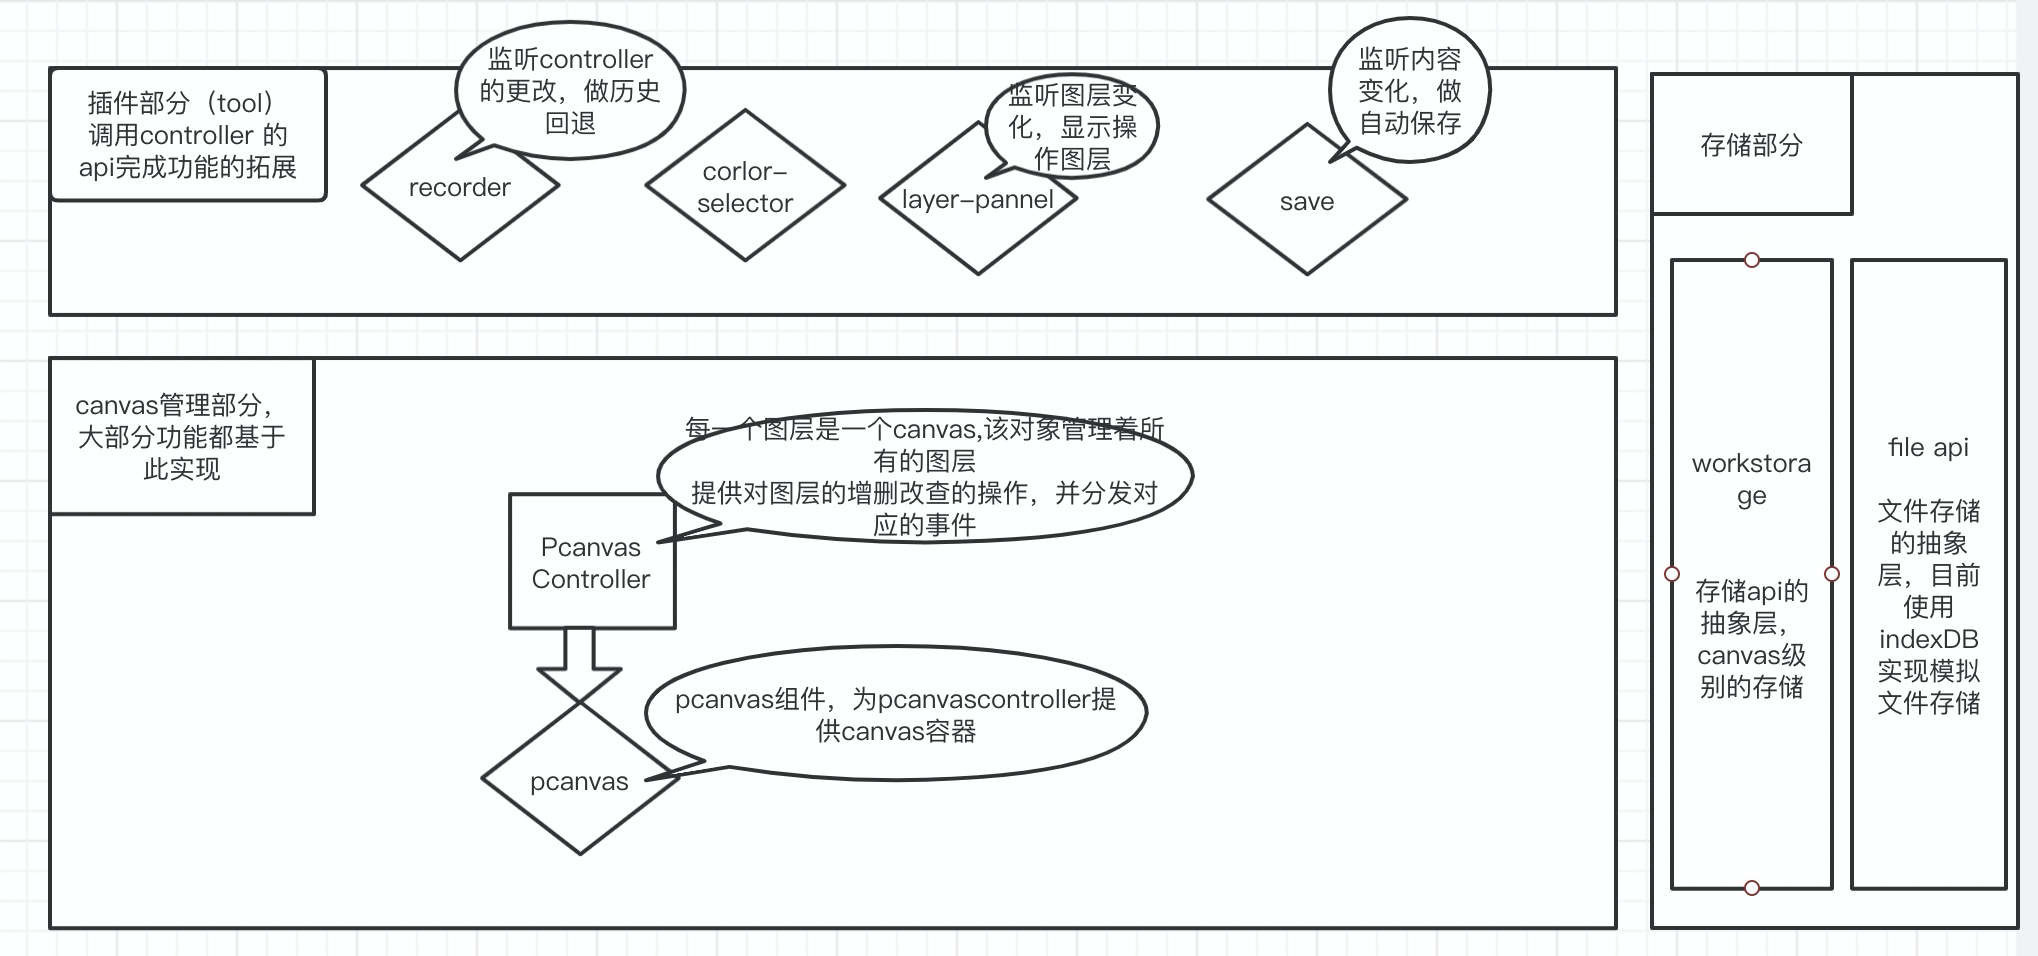 插件部分（tool）
调用controller 的
api完成功能的拓展
监听controller
的更改，做历史
回退
recorder
corlor-
selector
监听图层变
化，显示操
作图层
layer-pannel
监听内容
变化，做
自动保存
save
canvas管理部分，
大部分功能都基于
此实现
每一个图层是一个canvas,该对象管理着所
有的图层
提供对图层的增删改查的操作，并分发对
应的事件
Pcanvas
Controller
pcanvas组件，为pcanvascontroller提
供canvas容器
pcanvas
存储部分
workstora
ge
存储api的
抽象层，
canvas级
别的存储
file api
文件存储
的抽象
层，目前
使用
indexDB
实现模拟
文件存储